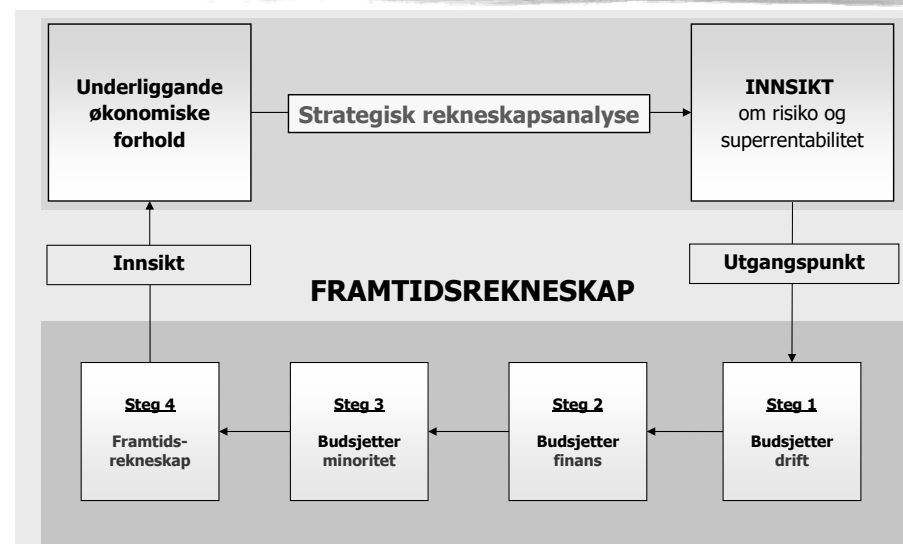 Underliggande
økonomiske
forhold
Strategisk rekneskapsanalyse
INNSIKT
om risiko og
superrentabilitet
Innsikt
Utgangspunkt
FRAMTIDSREKNESKAP
Steg 4
Framtids-
rekneskap
Steg 3
Budsjetter
minoritet
Steg 2
Budsjetter
finans
Steg 1
Budsjetter
drift